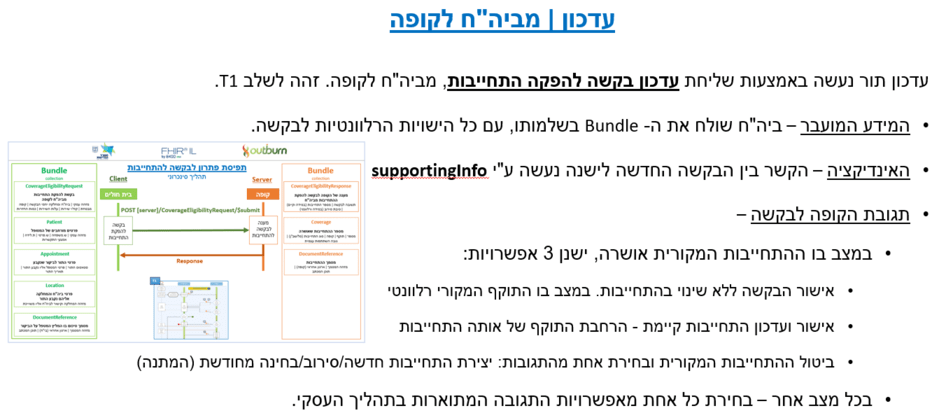 עדכון | מביה"ח לקופה
עדכון תור נעשה באמצעות שליחת עדכון בקשה להפקה התחייבות, מביה"ח לקופה. זהה לשלב T1.
• המידע המועבר – ביה"ח שולח את ה- Bundle בשלמותו, עם כל הישויות הרלוונטיות לבקשה.
• האינדיקציה – הקשר בין הבקשה החדשה לישנה נעשה ע"י supportingInfo
• תגובת הקופה לבקשה –
• במצב בו ההתחייבות המקורית אושרה, ישנן 3 אפשרויות:
• אישור הבקשה ללא שינוי בהתחייבות. במצב בו התוקף המקורי רלוונטי
• אישור ועדכון התחייבות קיימת - הרחבת התוקף של אותה התחייבות
• ביטול ההתחייבות המקורית ובחירת אחת מהתגובות: יצירת התחייבות חדשה/סירוב/בחינה מחודשת (המתנה)
• בכל מצב אחר – בחירת כל אחת מאפשרויות התגובה המתוארות בתהליך העסקי.
FHIR IL
outburn
תפיסת פתרון לבקשה להתחייבות
תהליך סינכרוני
Client
Server
בית חולים
קופה
POST [server]/CoverageEligibilityRequest/$submit
בקשה
להפקת
התחייבות
מענה
לבקשה
להתחייבות
Response
Bundle
collection
CoverageEligibilityRequest
Patient
Appointment
Location
DocumentReference
Bundle
collection
CoverageEligibilityResponse
Coverage
DocumentReference